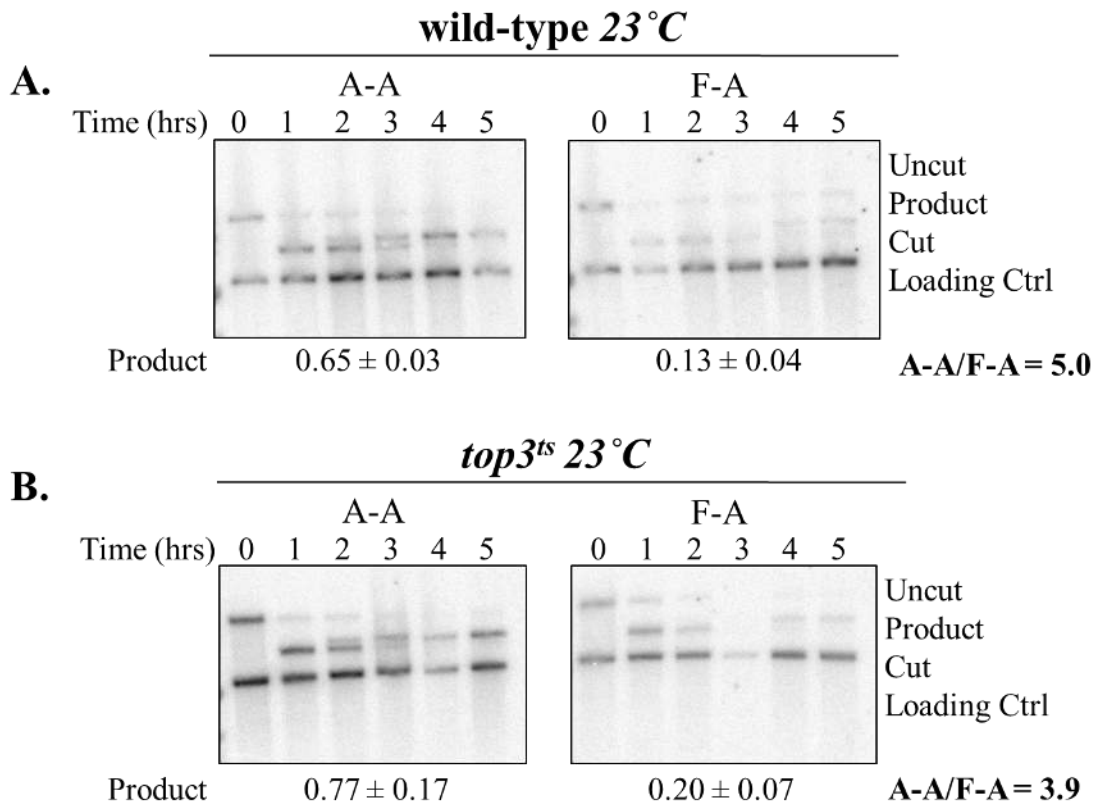 wild-type 23˚C
A.
A-A F-A
Time (hrs) 0 1 2 3 4 5 0 1 2 3 4 5
Uncut
Product
Cut
Loading Ctrl
Product 0.65 ± 0.03 0.13 ± 0.04 A-A/F-A = 5.0
top3ts 23˚C
B.
A-A F-A
Time (hrs) 0 1 2 3 4 5 0 1 2 3 4 5
Uncut
Product
Cut
Loading Ctrl
Product 0.77 ± 0.17 0.20 ± 0.07 A-A/F-A = 3.9